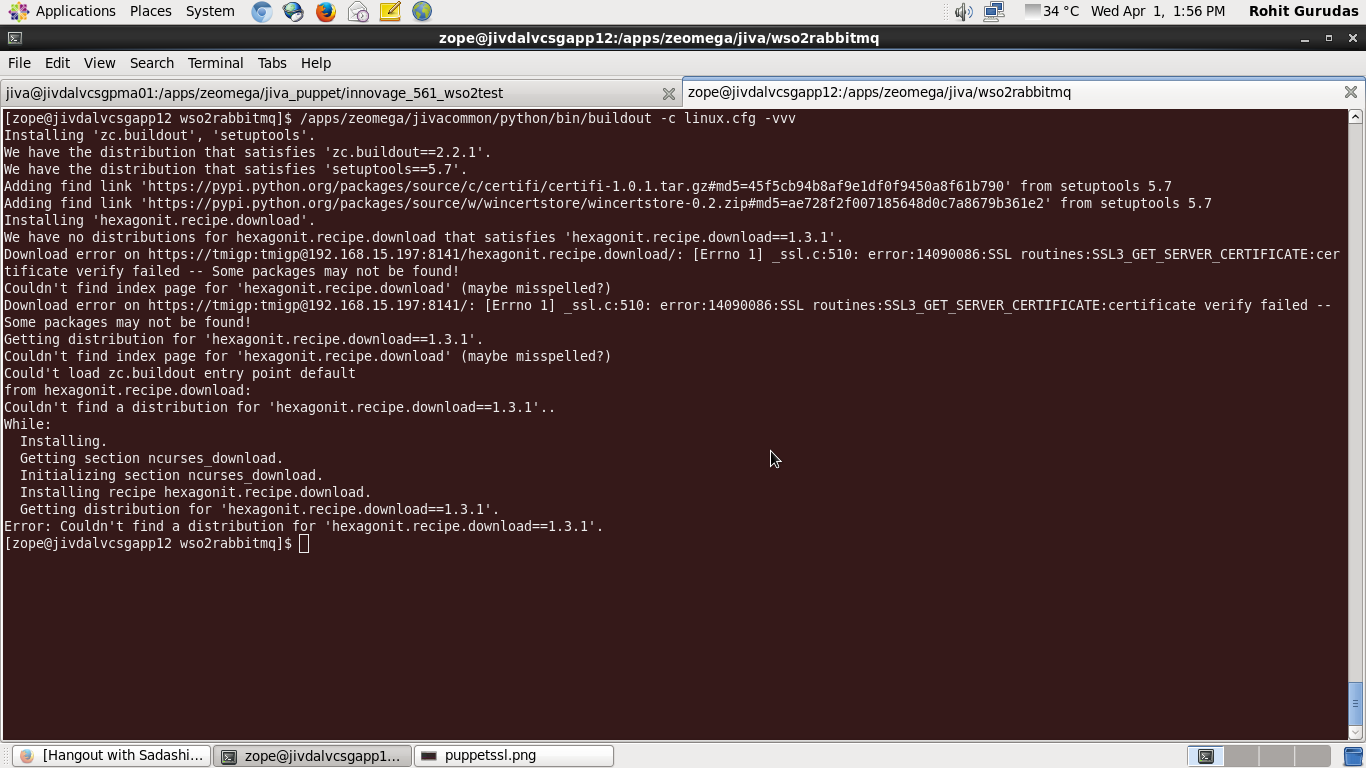 Applications Places System 34 °C Wed Apr 1, 1:56 PM Rohit Gurudas
zope@jivdalvcsgapp12:/apps/zeomega/jiva/wso2rabbitmq
File Edit View Search Terminal Tabs Help
jiva@jivdalvcsgpma01:/apps/zeomega/jiva_puppet/innovage_561_wso2test
zope@jivdalvcsgapp12:/apps/zeomega/jiva/wso2rabbitmq
[zope@jivdalvcsgapp12 wso2rabbitmq]$ /apps/zeomega/jivacommon/python/bin/buildout -c linux.cfg -vvv
Installing 'zc.buildout', 'setuptools'.
We have the distribution that satisfies 'zc.buildout==2.2.1'.
We have the distribution that satisfies 'setuptools==5.7'.
Adding find link 'https://pypi.python.org/packages/source/c/certifi/certifi-1.0.1.tar.gz#md5=45f5cb94b8af9e1df0f9450a8f61b790' from setuptools 5.7
Adding find link 'https://pypi.python.org/packages/source/w/wincertstore/wincertstore-0.2.zip#md5=ae728f2f007185648d0c7a8679b361e2' from setuptools 5.7
Installing 'hexagonit.recipe.download'.
We have no distributions for hexagonit.recipe.download that satisfies 'hexagonit.recipe.download==1.3.1'.
Download error on https://tmigp:tmigp@192.168.15.197:8141/hexagonit.recipe.download/: [Errno 1] _ssl.c:510: error:14090086:SSL routines:SSL3_GET_SERVER_CERTIFICATE:cer
tificate verify failed -- Some packages may not be found!
Couldn't find index page for 'hexagonit.recipe.download' (maybe misspelled?)
Download error on https://tmigp:tmigp@192.168.15.197:8141/: [Errno 1] _ssl.c:510: error:14090086:SSL routines:SSL3_GET_SERVER_CERTIFICATE:certificate verify failed --
Some packages may not be found!
Getting distribution for 'hexagonit.recipe.download==1.3.1'.
Couldn't find index page for 'hexagonit.recipe.download' (maybe misspelled?)
Could't load zc.buildout entry point default
from hexagonit.recipe.download:
Couldn't find a distribution for 'hexagonit.recipe.download==1.3.1'..
While:
  Installing.
  Getting section ncurses_download.
  Initializing section ncurses_download.
  Installing recipe hexagonit.recipe.download.
  Getting distribution for 'hexagonit.recipe.download==1.3.1'.
Error: Couldn't find a distribution for 'hexagonit.recipe.download==1.3.1'.
[zope@jivdalvcsgapp12 wso2rabbitmq]$
[Hangout with Sadashi... zope@jivdalvcsgapp1... puppetssl.png